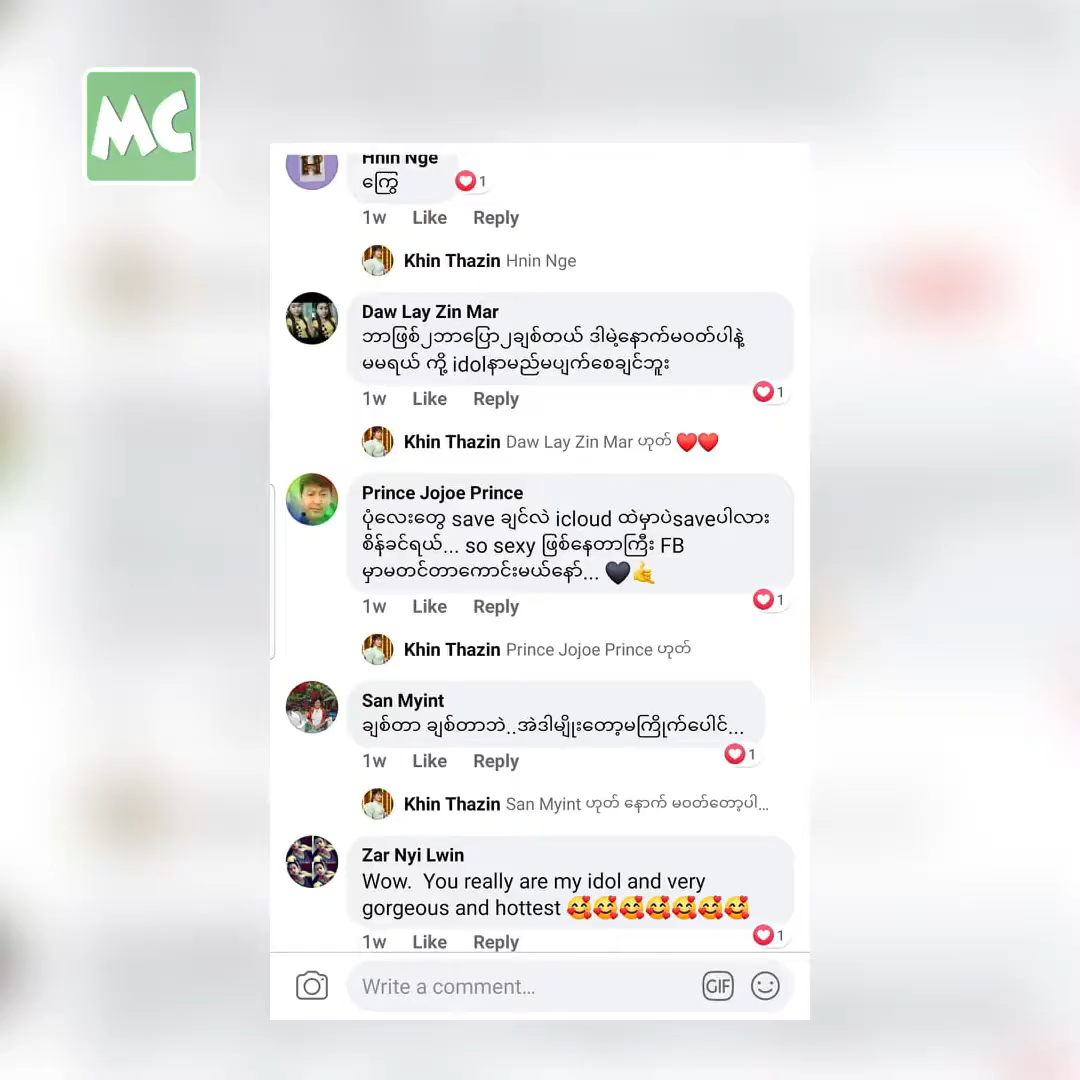 MC
Hnin Nge
ကြွေ
1
1w Like Reply
Khin Thazin Hnin Nge
Daw Lay Zin Mar
ဘာဖြစ်၂ဘာပြော၂ချစ်တယ် ဒါမဲ့နောက်မဝတ်ပါနဲ့
မမရယ် ကို့ idolနာမည်မပျက်စေချင်ဘူး
1w Like Reply
1
Khin Thazin Daw Lay Zin Mar ဟုတ် ❤️❤️
Prince Jojoe Prince
ပုံလေးတွေ save ချင်လဲ icloud ထဲမှာပဲsaveပါလား
စိန်ခင်ရယ်... so sexy ဖြစ်နေတာကြီး FB
မှာမတင်တာကောင်းမယ်နော်... 🖤🤙
1w Like Reply
1
Khin Thazin Prince Jojoe Prince ဟုတ်
San Myint
ချစ်တာ ချစ်တာဘဲ..အဲဒါမျိုးတော့မကြိုက်ပေါင်...
1w Like Reply
1
Khin Thazin San Myint ဟုတ် နောက် မဝတ်တော့ပါ...
Zar Nyi Lwin
Wow. You really are my idol and very
gorgeous and hottest 🥰🥰🥰🥰🥰🥰🥰
1w Like Reply
1
Write a comment...
GIF